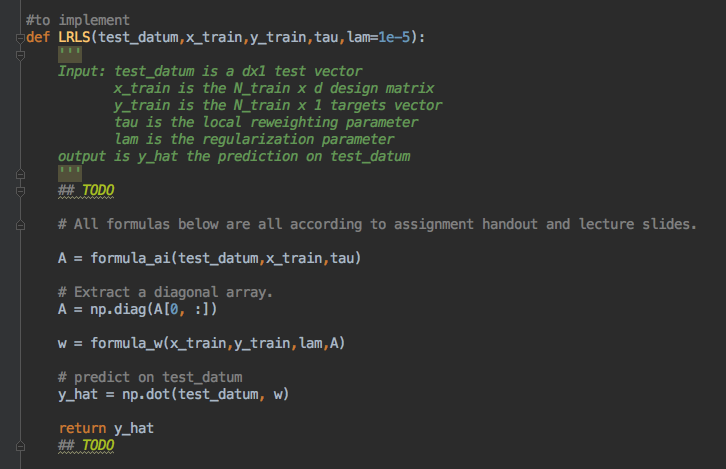 #to implement
def LRLS(test_datum,x_train,y_train,tau,lam=1e-5):
    '''
    Input: test_datum is a dx1 test vector
           x_train is the N_train x d design matrix
           y_train is the N_train x 1 targets vector
           tau is the local reweighting parameter
           lam is the regularization parameter
    output is y_hat the prediction on test_datum
    '''
    ## TODO
    # All formulas below are all according to assignment handout and lecture slides.
    A = formula_ai(test_datum,x_train,tau)
    # Extract a diagonal array.
    A = np.diag(A[0, :])
    w = formula_w(x_train,y_train,lam,A)
    # predict on test_datum
    y_hat = np.dot(test_datum, w)
    return y_hat
    ## TODO